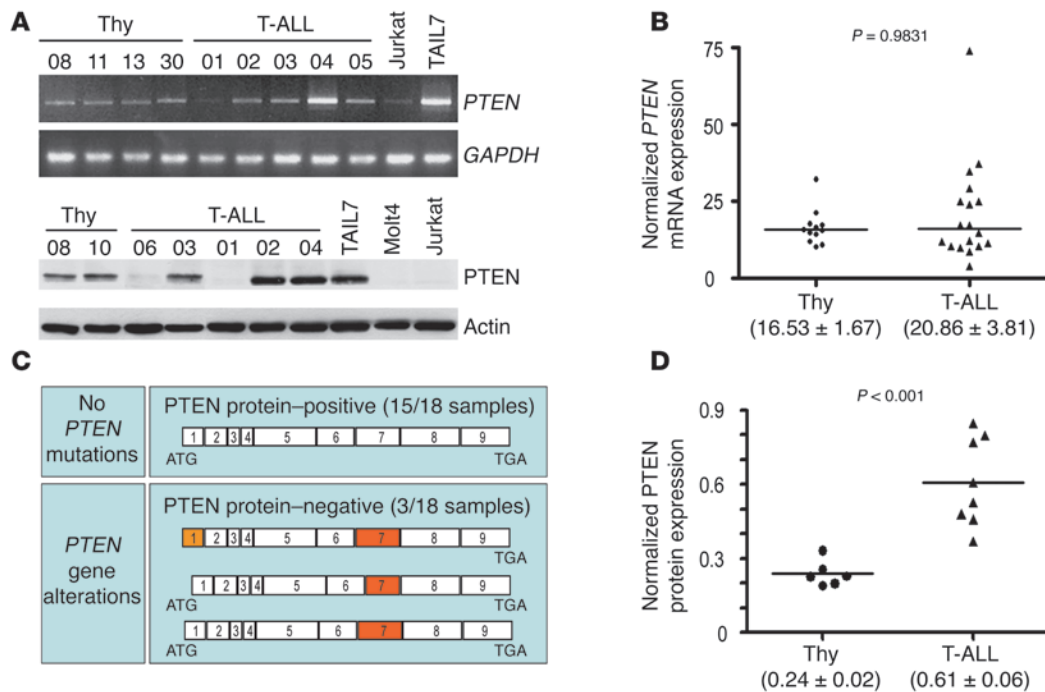 A
Thy
T-ALL
Jurkat
TAIL7
08 11 13 30 01 02 03 04 05
PTEN
GAPDH
Thy
T-ALL
TAIL7
Molt4
Jurkat
08 10 06 03 01 02 04
PTEN
Actin
B
P = 0.9831
Normalized PTEN
mRNA expression
75
50
25
0
Thy
T-ALL
(16.53 ± 1.67)
(20.86 ± 3.81)
C
No
PTEN
mutations
PTEN protein–positive (15/18 samples)
1 2 3 4 5 6 7 8 9
ATG
TGA
PTEN
gene
alterations
PTEN protein–negative (3/18 samples)
1 2 3 4 5 6 7 8 9
TGA
1 2 3 4 5 6 7 8 9
ATG
TGA
1 2 3 4 5 6 7 8 9
ATG
TGA
D
P < 0.001
Normalized PTEN
protein expression
0.9
0.6
0.3
0
Thy
T-ALL
(0.24 ± 0.02)
(0.61 ± 0.06)